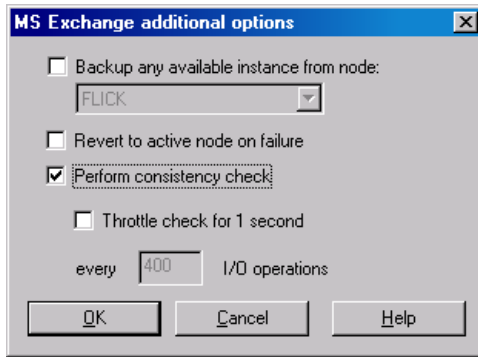 MS Exchange additional options
Backup any available instance from node:
FLICK
Revert to active node on failure
Perform consistency check
Throttle check for 1 second
every 400 I/O operations
OK Cancel Help